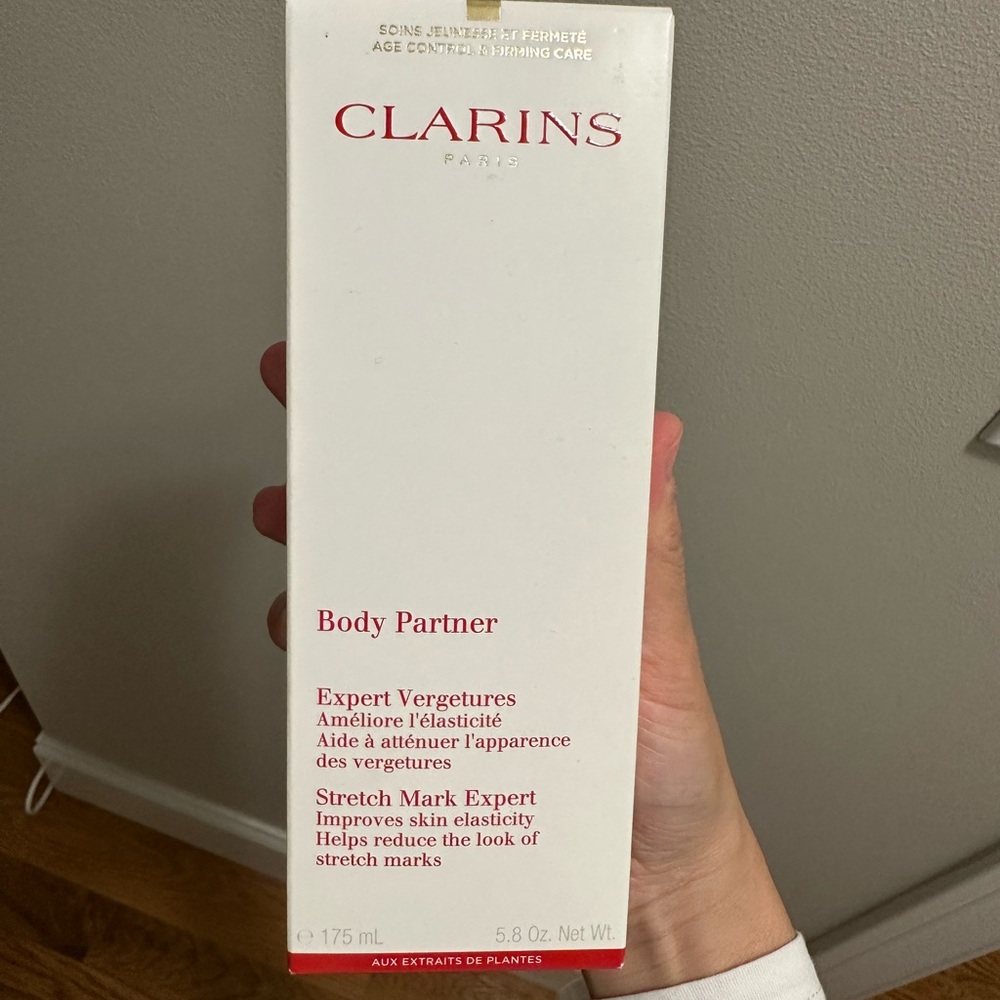 SOINS JEUNESSE ET FERMETÉ
AGE CONTROL & FIRMING CARE
CLARINS
PARIS
Body Partner
Expert Vergetures
Améliore l'élasticité
Aide à atténuer l'apparence
des vergetures
Stretch Mark Expert
Improves skin elasticity
Helps reduce the look of
stretch marks
℮ 175 mL 5.8 Oz. Net Wt.
AUX EXTRAITS DE PLANTES